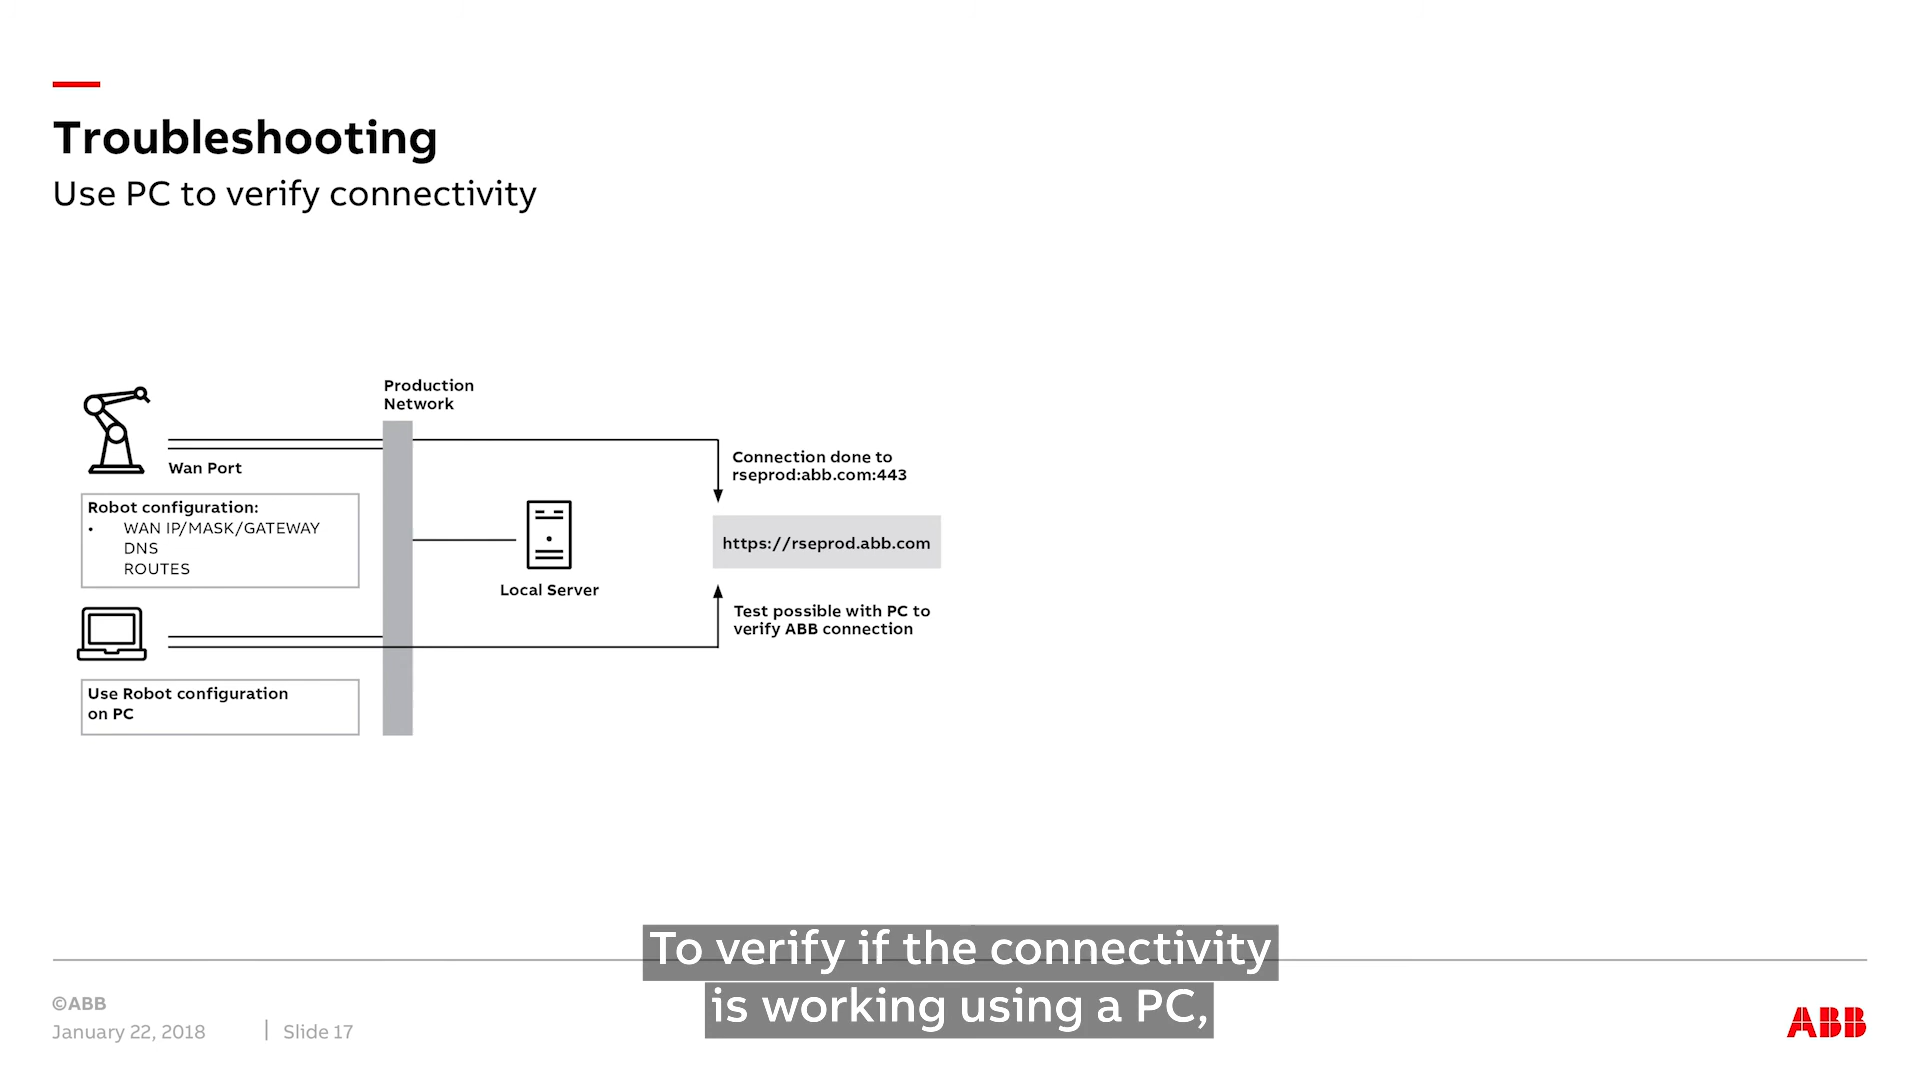 Troubleshooting
Use PC to verify connectivity
Production
Network
Wan Port
Connection done to
rseprod:abb.com:443
Robot configuration:
• WAN IP/MASK/GATEWAY
DNS
ROUTES
https://rseprod.abb.com
Local Server
Test possible with PC to
verify ABB connection
Use Robot configuration
on PC
To verify if the connectivity
is working using a PC,
©ABB
January 22, 2018 | Slide 17
ABB